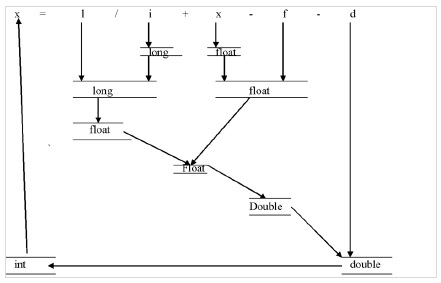 x = l / i + x - f - d
long float
long float
float
Float
Double
int double